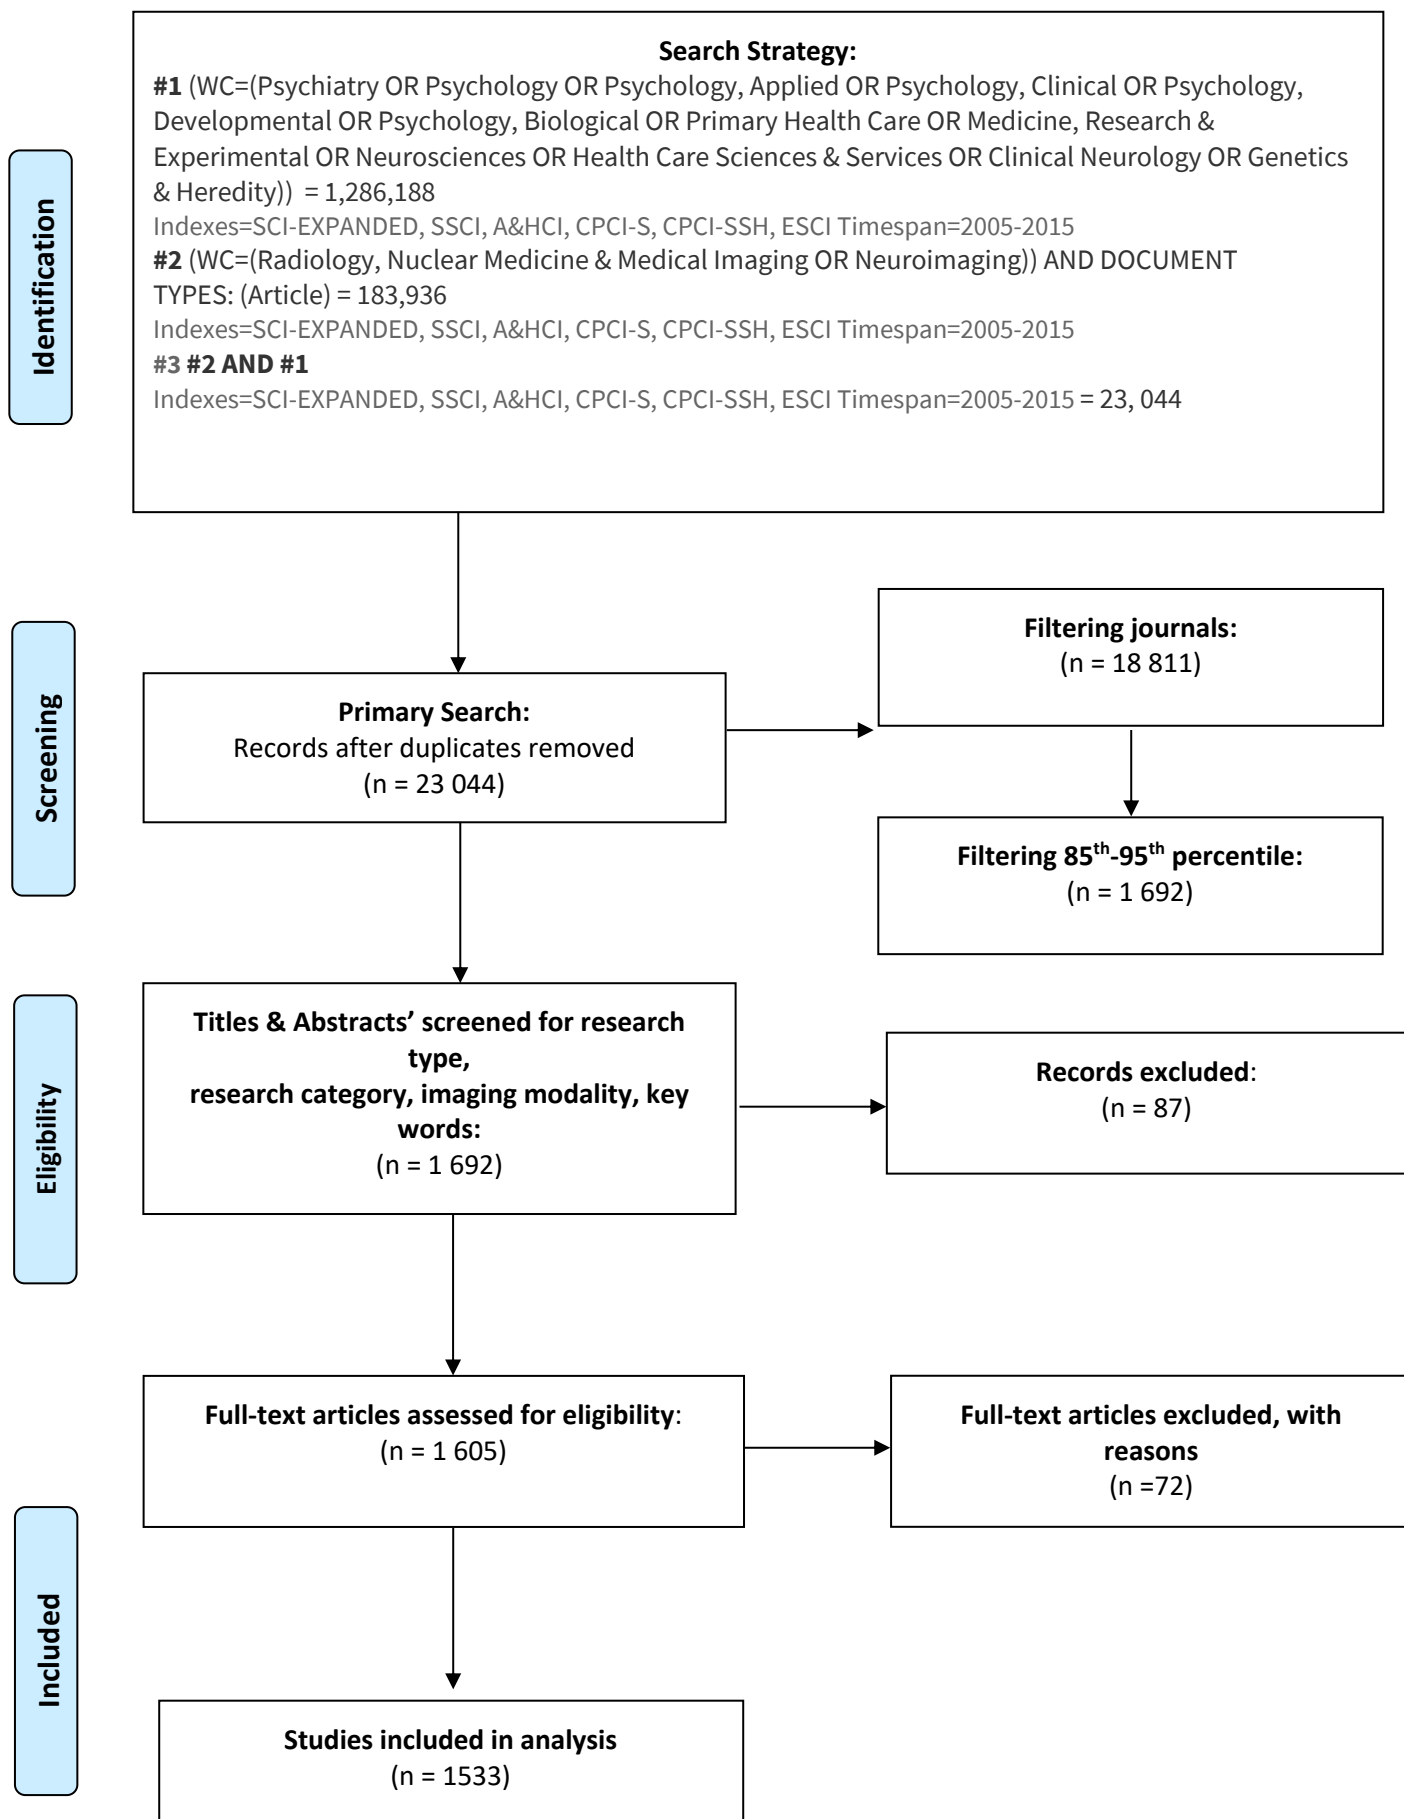 Identification
Search Strategy:
#1 (WC=(Psychiatry OR Psychology OR Psychology, Applied OR Psychology, Clinical OR Psychology,
Developmental OR Psychology, Biological OR Primary Health Care OR Medicine, Research &
Experimental OR Neurosciences OR Health Care Sciences & Services OR Clinical Neurology OR Genetics
& Heredity)) = 1,286,188
Indexes=SCI-EXPANDED, SSCI, A&HCI, CPCI-S, CPCI-SSH, ESCI Timespan=2005-2015
#2 (WC=(Radiology, Nuclear Medicine & Medical Imaging OR Neuroimaging)) AND DOCUMENT
TYPES: (Article) = 183,936
Indexes=SCI-EXPANDED, SSCI, A&HCI, CPCI-S, CPCI-SSH, ESCI Timespan=2005-2015
#3 #2 AND #1
Indexes=SCI-EXPANDED, SSCI, A&HCI, CPCI-S, CPCI-SSH, ESCI Timespan=2005-2015 = 23, 044
Screening
Primary Search:
Records after duplicates removed
(n = 23 044)
Filtering journals:
(n = 18 811)
Filtering 85th-95th percentile:
(n = 1 692)
Eligibility
Titles & Abstracts’ screened for research
type,
research category, imaging modality, key
words:
(n = 1 692)
Records excluded:
(n = 87)
Full-text articles assessed for eligibility:
(n = 1 605)
Full-text articles excluded, with
reasons
(n =72)
Included
Studies included in analysis
(n = 1533)